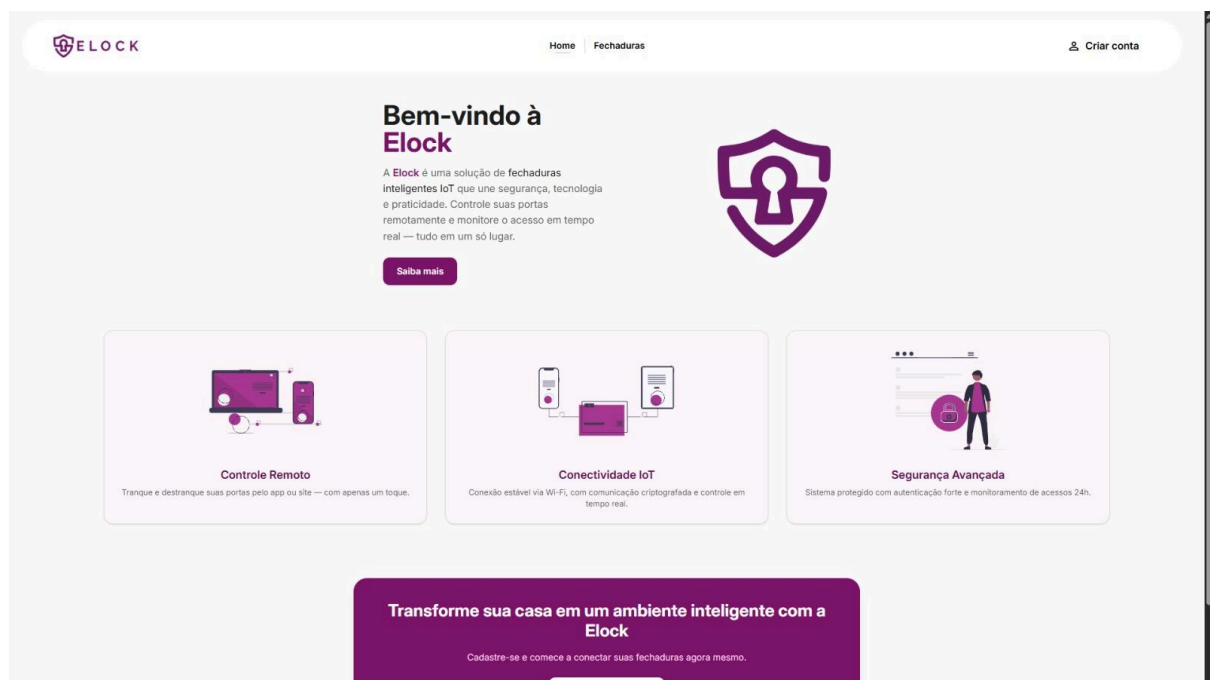 ELOCK
Home
Fechaduras
Criar conta
Bem-vindo à
Elock
A Elock é uma solução de fechaduras
inteligentes IoT que une segurança, tecnologia
e praticidade. Controle suas portas
remotamente e monitore o acesso em tempo
real — tudo em um só lugar.
Saiba mais
Controle Remoto
Tranque e destranque suas portas pelo app ou site — com apenas um toque.
Conectividade IoT
Conexão estável via Wi-Fi, com comunicação criptografada e controle em
tempo real.
Segurança Avançada
Sistema protegido com autenticação forte e monitoramento de acessos 24h.
Transforme sua casa em um ambiente inteligente com a
Elock
Cadastre-se e comece a conectar suas fechaduras agora mesmo.